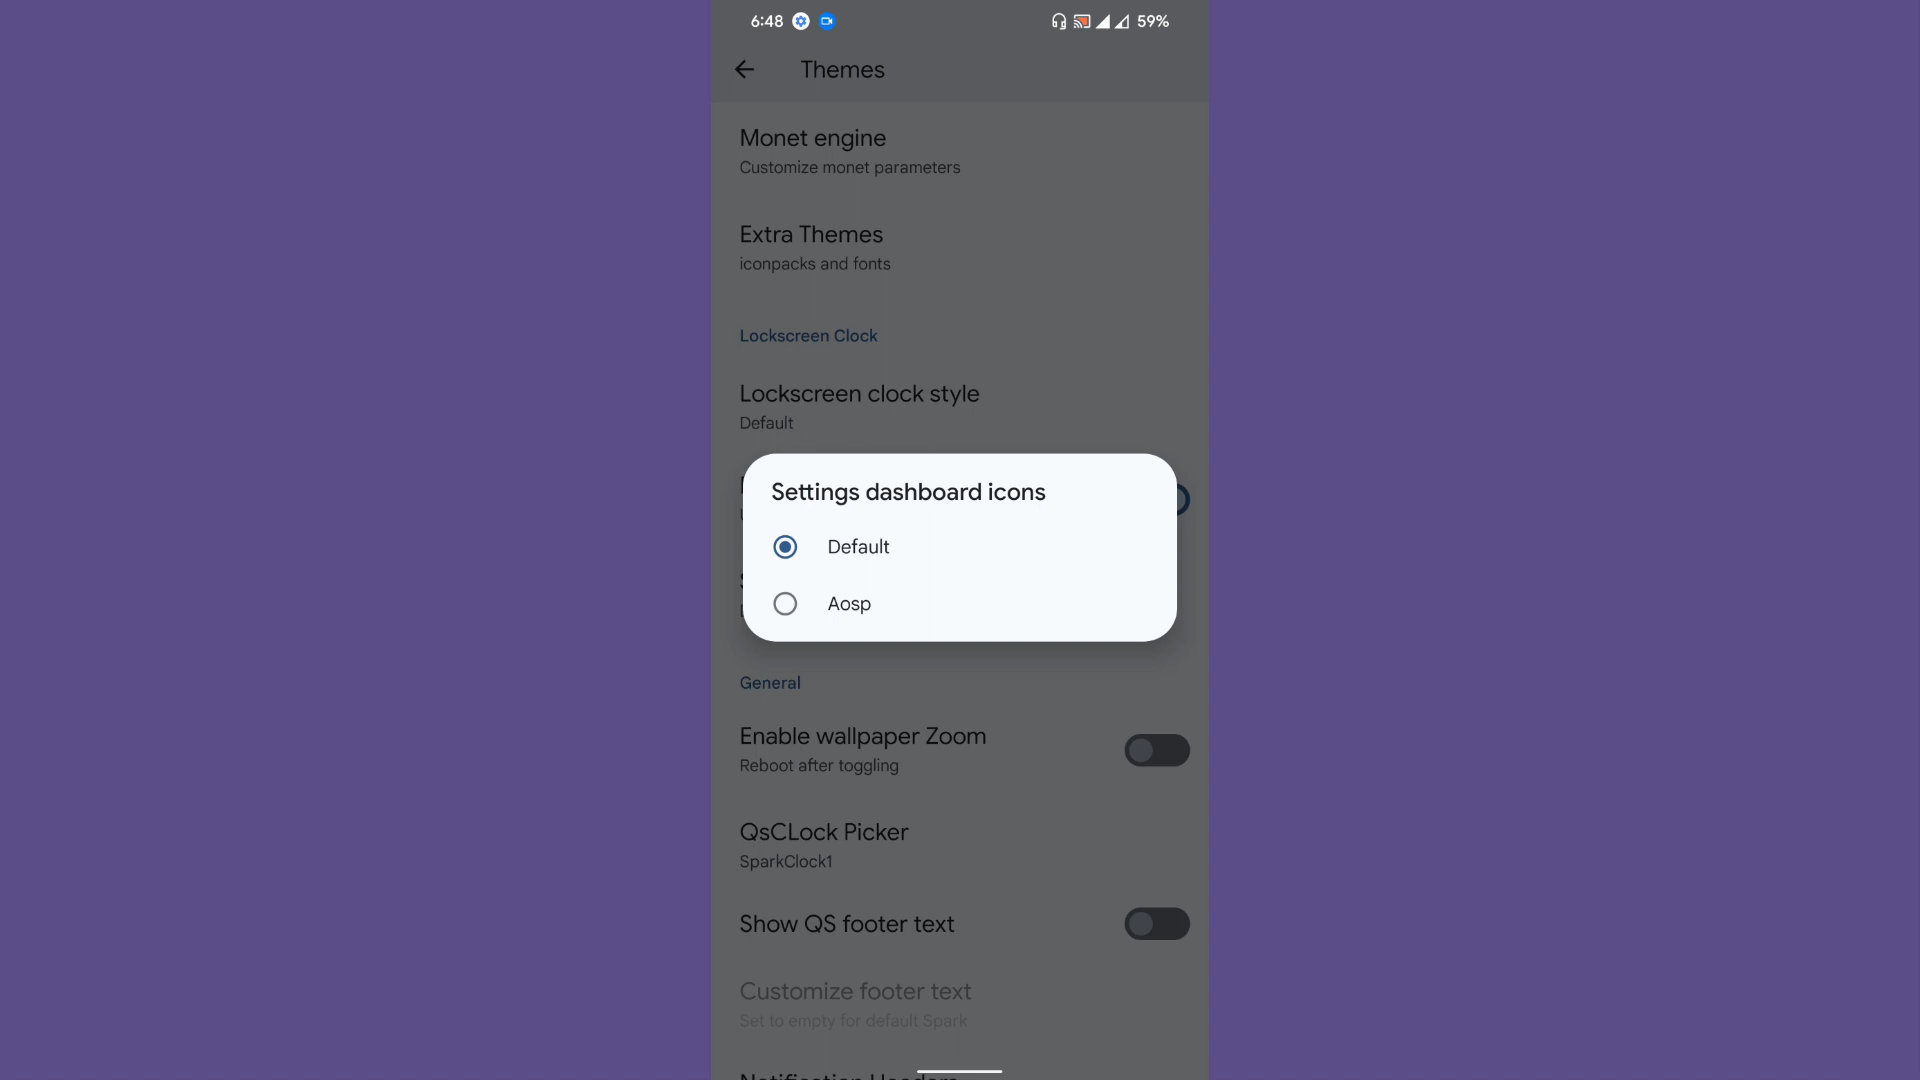 6:48 59%
Themes
Monet engine
Customize monet parameters
Extra Themes
iconpacks and fonts
Lockscreen Clock
Lockscreen clock style
Default
Settings dashboard icons
Default
Aosp
General
Enable wallpaper Zoom
Reboot after toggling
QsCLock Picker
SparkClock1
Show QS footer text
Customize footer text
Set to empty for default Spark
Notification Headers